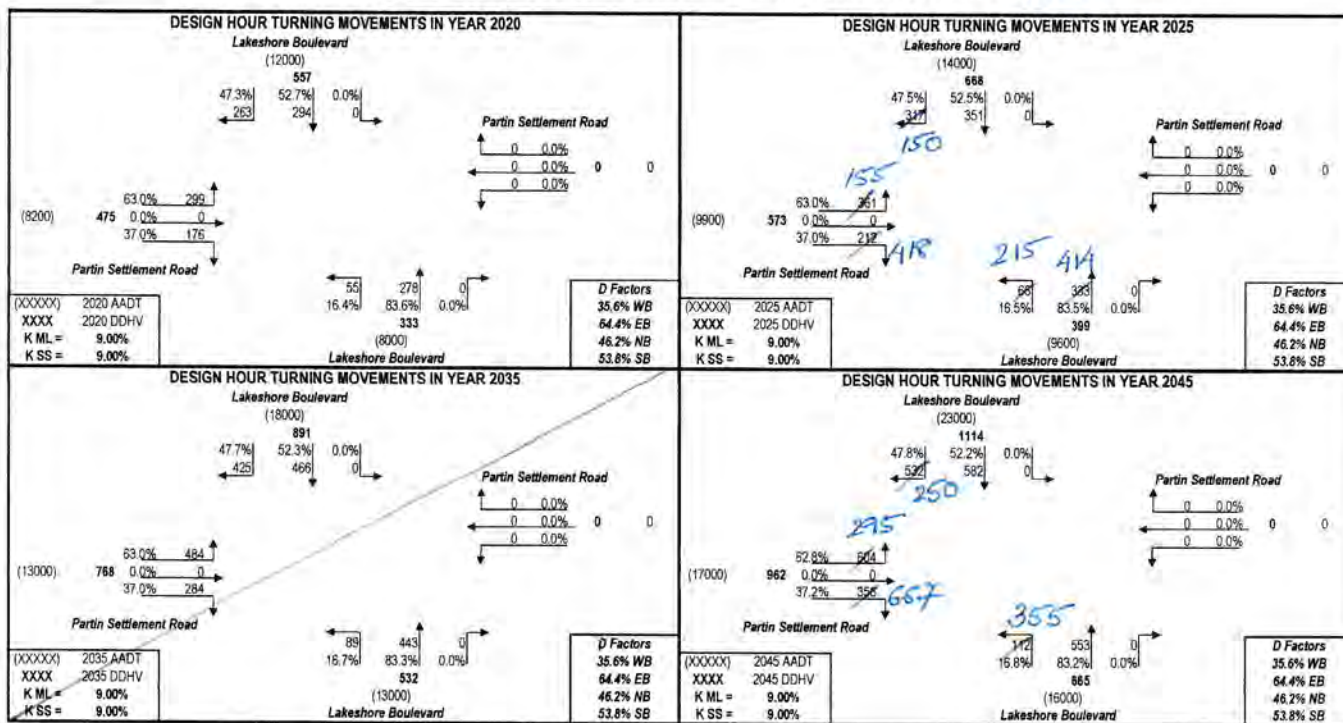 DESIGN HOUR TURNING MOVEMENTS IN YEAR 2020
Lakeshore Boulevard
(12000)
557
47.3% 52.7% 0.0%
263 294 0
Partin Settlement Road
0 0.0%
0 0.0% 0 0
0 0.0%
63.0% 299
(8200) 475 0.0% 0
37.0% 176
Partin Settlement Road
55 278 0
16.4% 83.6% 0.0%
333
(8000)
Lakeshore Boulevard
(XXXXX) 2020 AADT
XXXX 2020 DDHV
K ML = 9.00%
K SS = 9.00%
D Factors
35.6% WB
64.4% EB
46.2% NB
53.8% SB
DESIGN HOUR TURNING MOVEMENTS IN YEAR 2025
Lakeshore Boulevard
(14000)
668
47.5% 52.5% 0.0%
317 351 0
150
Partin Settlement Road
0 0.0%
0 0.0% 0 0
0 0.0%
155
63.0% 361
(9900) 573 0.0% 0
37.0% 212
418
Partin Settlement Road
215 414
66 333 0
16.5% 83.5% 0.0%
399
(9600)
Lakeshore Boulevard
(XXXXX) 2025 AADT
XXXX 2025 DDHV
K ML = 9.00%
K SS = 9.00%
D Factors
35.6% WB
64.4% EB
46.2% NB
53.8% SB
DESIGN HOUR TURNING MOVEMENTS IN YEAR 2035
Lakeshore Boulevard
(18000)
891
47.7% 52.3% 0.0%
425 466 0
Partin Settlement Road
0 0.0%
0 0.0% 0 0
0 0.0%
63.0% 484
(13000) 768 0.0% 0
37.0% 284
Partin Settlement Road
89 443 0
16.7% 83.3% 0.0%
532
(13000)
Lakeshore Boulevard
(XXXXX) 2035 AADT
XXXX 2035 DDHV
K ML = 9.00%
K SS = 9.00%
D Factors
35.6% WB
64.4% EB
46.2% NB
53.8% SB
DESIGN HOUR TURNING MOVEMENTS IN YEAR 2045
Lakeshore Boulevard
(23000)
1114
47.8% 52.2% 0.0%
532 582 0
250
Partin Settlement Road
0 0.0%
0 0.0% 0 0
0 0.0%
295
62.8% 604
(17000) 962 0.0% 0
37.2% 358
667
Partin Settlement Road
355
112 553 0
16.8% 83.2% 0.0%
665
(16000)
Lakeshore Boulevard
(XXXXX) 2045 AADT
XXXX 2045 DDHV
K ML = 9.00%
K SS = 9.00%
D Factors
35.6% WB
64.4% EB
46.2% NB
53.8% SB